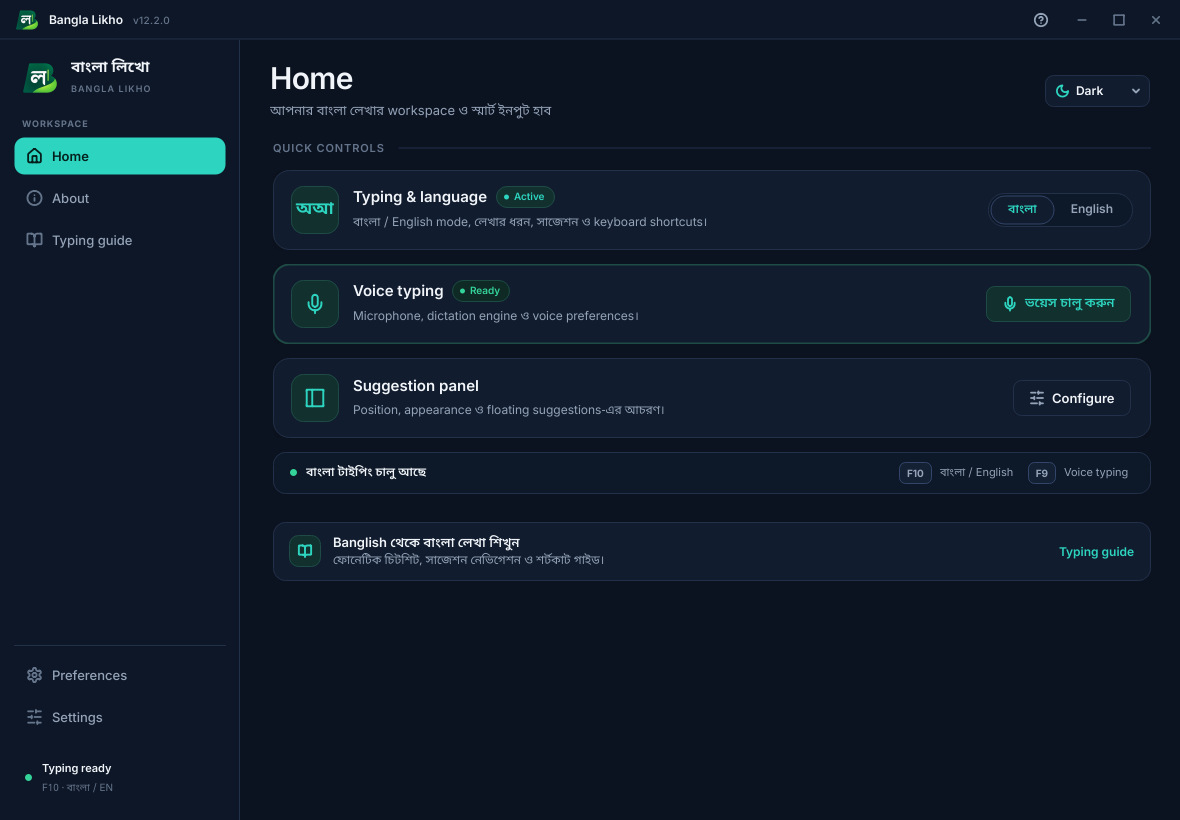 Bangla Likho v12.2.0
বাংলা লিখো
BANGLA LIKHO
WORKSPACE
Home
About
Typing guide
Preferences
Settings
Typing ready
F10 · বাংলা / EN
Home
আপনার বাংলা লেখার workspace ও স্মার্ট ইনপুট হাব
Dark
QUICK CONTROLS
অআ
Typing & language
Active
বাংলা / English mode, লেখার ধরন, সাজেশন ও keyboard shortcuts।
বাংলা
English
Voice typing
Ready
Microphone, dictation engine ও voice preferences।
ভয়েস চালু করুন
Suggestion panel
Position, appearance ও floating suggestions-এর আচরণ।
Configure
বাংলা টাইপিং চালু আছে
F10 বাংলা / English F9 Voice typing
Banglish থেকে বাংলা লেখা শিখুন
ফোনেটিক চিটশিট, সাজেশন নেভিগেশন ও শর্টকাট গাইড।
Typing guide